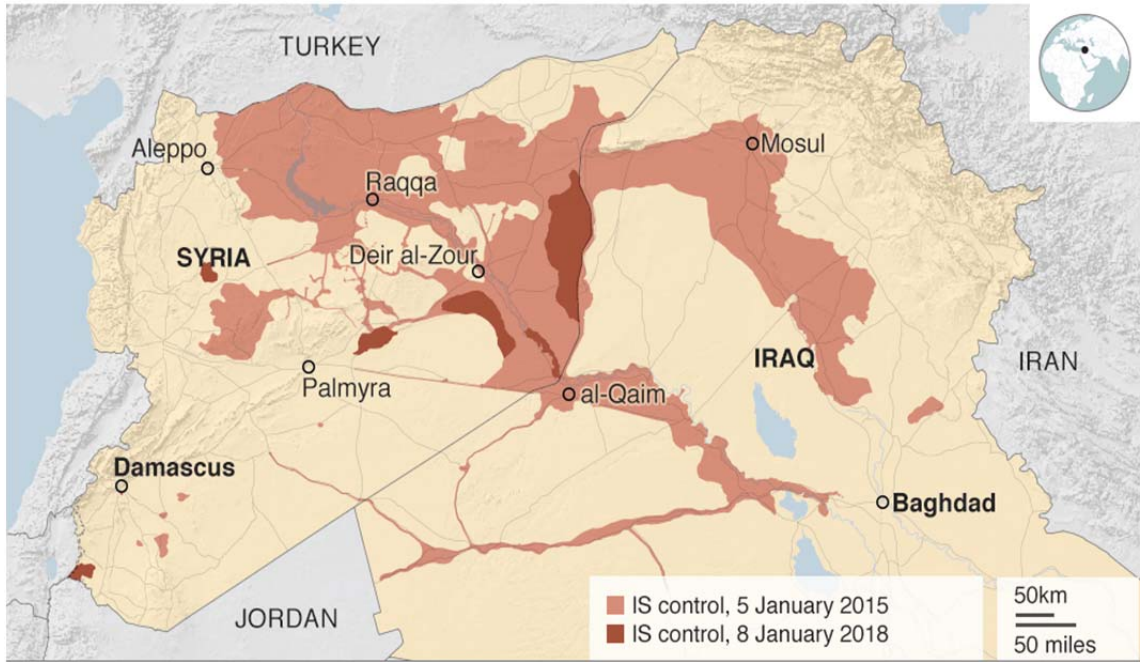 TURKEY
Aleppo
Mosul
Raqqa
SYRIA
Deir al-Zour
IRAQ
IRAN
Palmyra
al-Qaim
Damascus
Baghdad
JORDAN
IS control, 5 January 2015
IS control, 8 January 2018
50km
50 miles